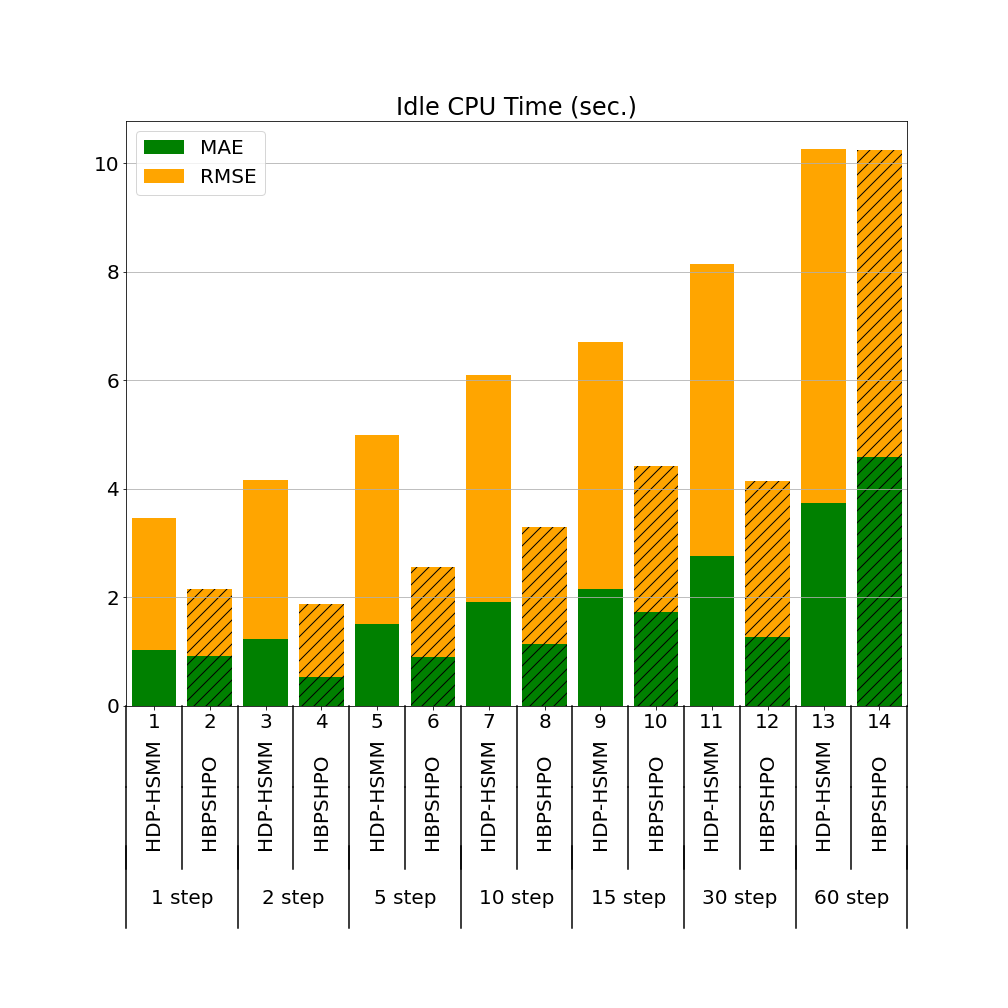 Idle CPU Time (sec.)
MAE
RMSE
10
8
6
4
2
0
1 2 3 4 5 6 7 8 9 10 11 12 13 14
HDP-HSMM HBPSHPO HDP-HSMM HBPSHPO HDP-HSMM HBPSHPO HDP-HSMM HBPSHPO HDP-HSMM HBPSHPO HDP-HSMM HBPSHPO HDP-HSMM HBPSHPO
1 step 2 step 5 step 10 step 15 step 30 step 60 step